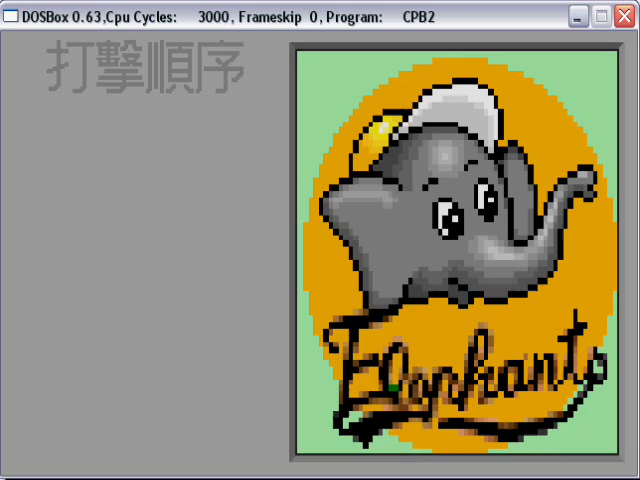 DOSBox 0.63,Cpu Cycles: 3000, Frameskip 0, Program: CPB2
打擊順序
Elephants